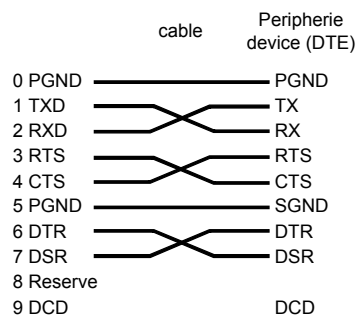 cable
Peripherie
device (DTE)
0 PGND PGND
1 TXD TX
2 RXD RX
3 RTS RTS
4 CTS CTS
5 PGND SGND
6 DTR DTR
7 DSR DSR
8 Reserve
9 DCD DCD